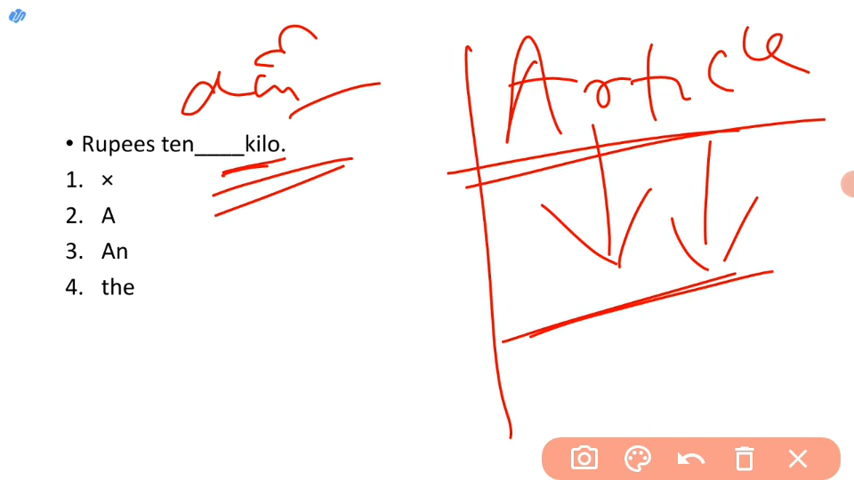 Article
• Rupees ten____kilo.
1. ×
2. A
3. An
4. the